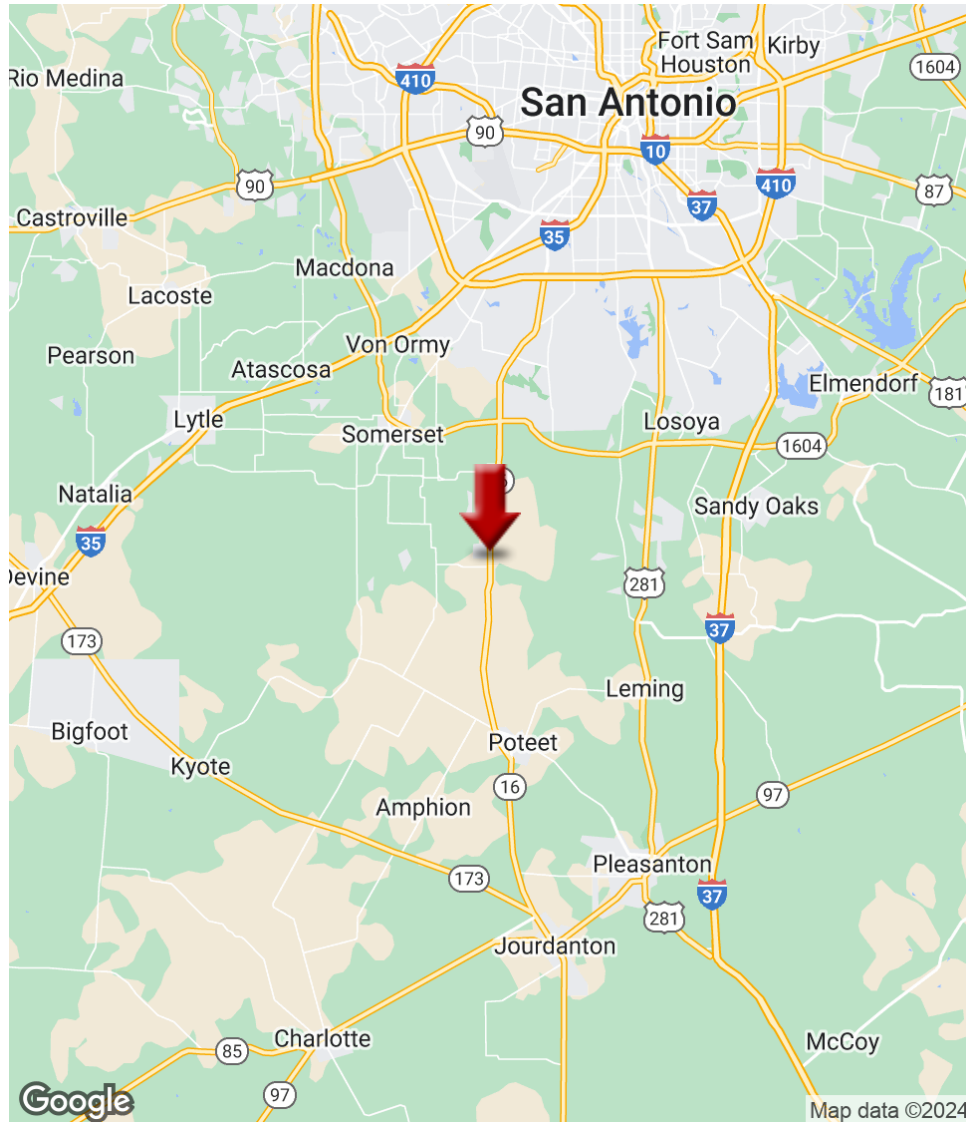 Fort Sam
Houston
Kirby
1604
Rio Medina
410
San Antonio
90
10
90
410
87
37
Castroville
35
Macdona
Lacoste
Von Ormy
Pearson
Atascosa
Elmendorf
181
Lytle
Losoya
Somerset
1604
Natalia
Sandy Oaks
35
Devine
281
37
173
Leming
Bigfoot
Poteet
Kyote
16
97
Amphion
Pleasanton
173
37
281
Jourdanton
Charlotte
McCoy
85
97
Google
Map data ©2024